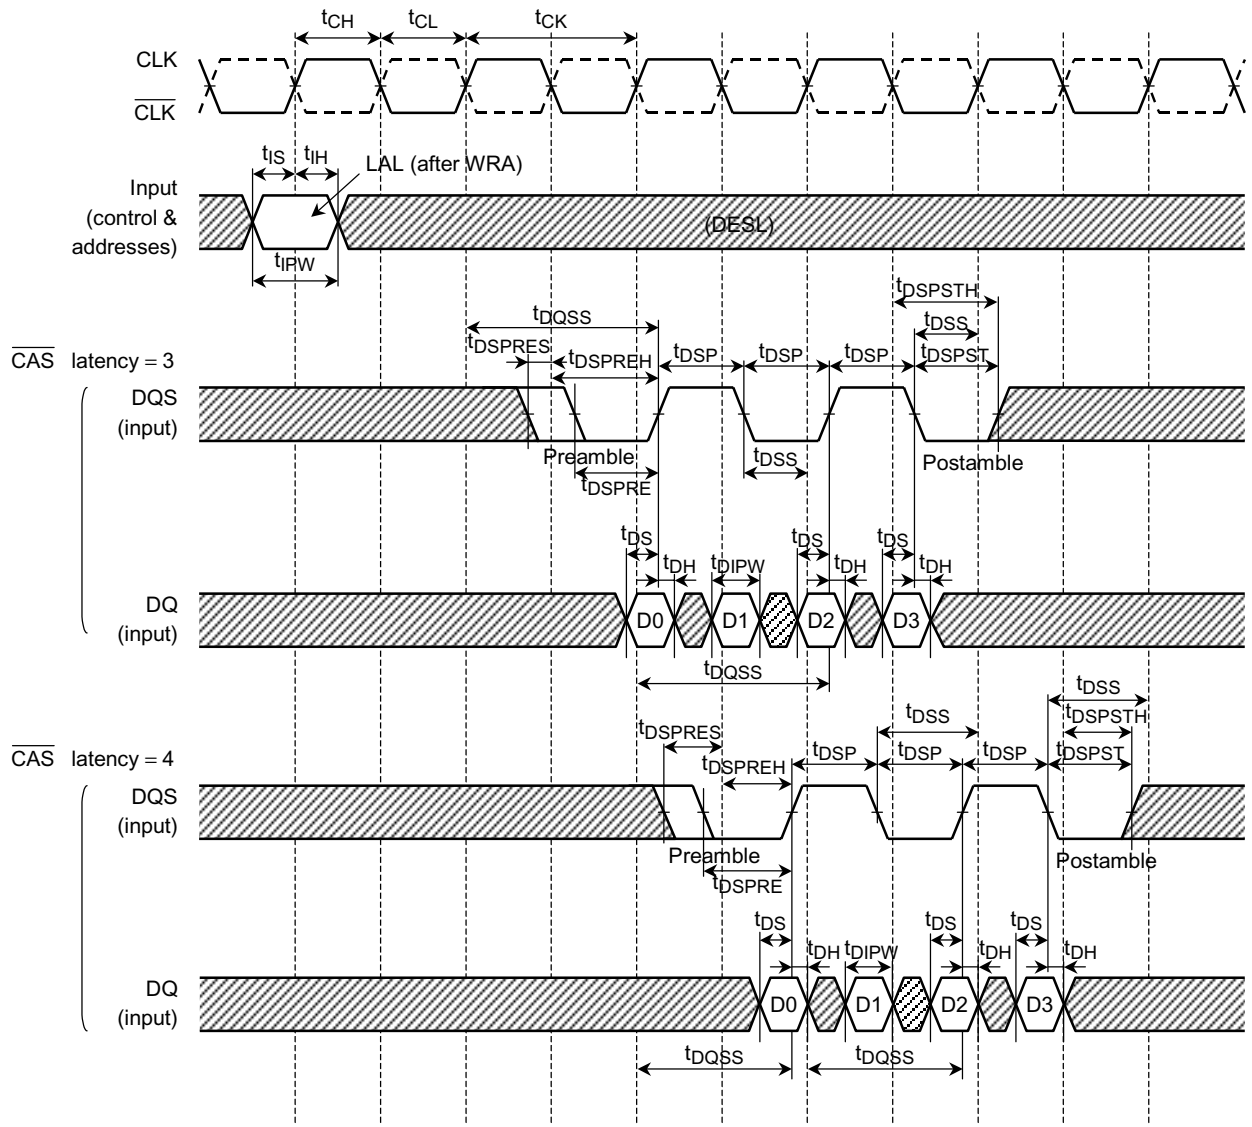 tCH tCL tCK
CLK
CLK
tIS tIH LAL (after WRA)
Input
(control &
addresses)
(DESL)
tIPW
tDSPSTH
tDQSS tDSS
tDSPRES tDSPREH tDSP tDSP tDSP tDSPST
CAS latency = 3
DQS
(input)
Preamble tDSS Postamble
tDSPRE
tDS tDS tDS
tDH tDIPW tDH tDH
DQ
(input)
D0 D1 D2 D3
tDQSS
tDSS
tDSS tDSPSTH
tDSPRES
tDSPREH tDSP tDSP tDSP tDSPST
CAS latency = 4
DQS
(input)
Preamble Postamble
tDSPRE
tDS tDS tDS
tDH tDIPW tDH tDH
DQ
(input)
D0 D1 D2 D3
tDQSS tDQSS